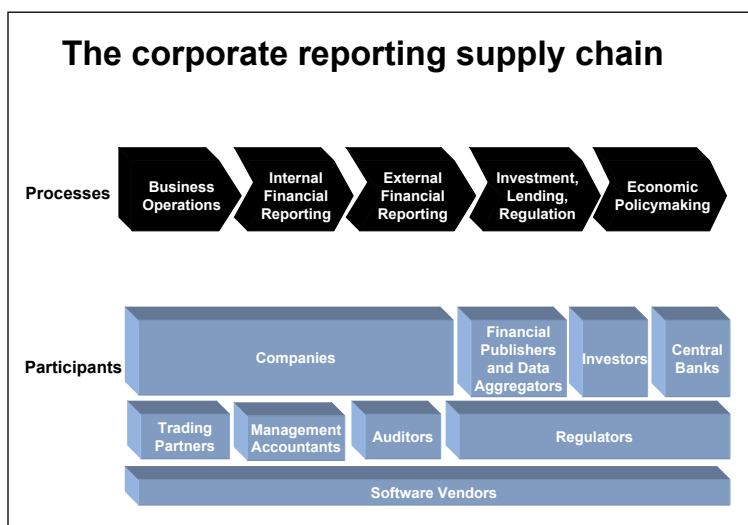 The corporate reporting supply chain
Processes
Business
Operations
Internal
Financial
Reporting
External
Financial
Reporting
Investment,
Lending,
Regulation
Economic
Policymaking
Participants
Companies
Financial
Publishers
and Data
Aggregators
Investors
Central
Banks
Trading
Partners
Management
Accountants
Auditors
Regulators
Software Vendors